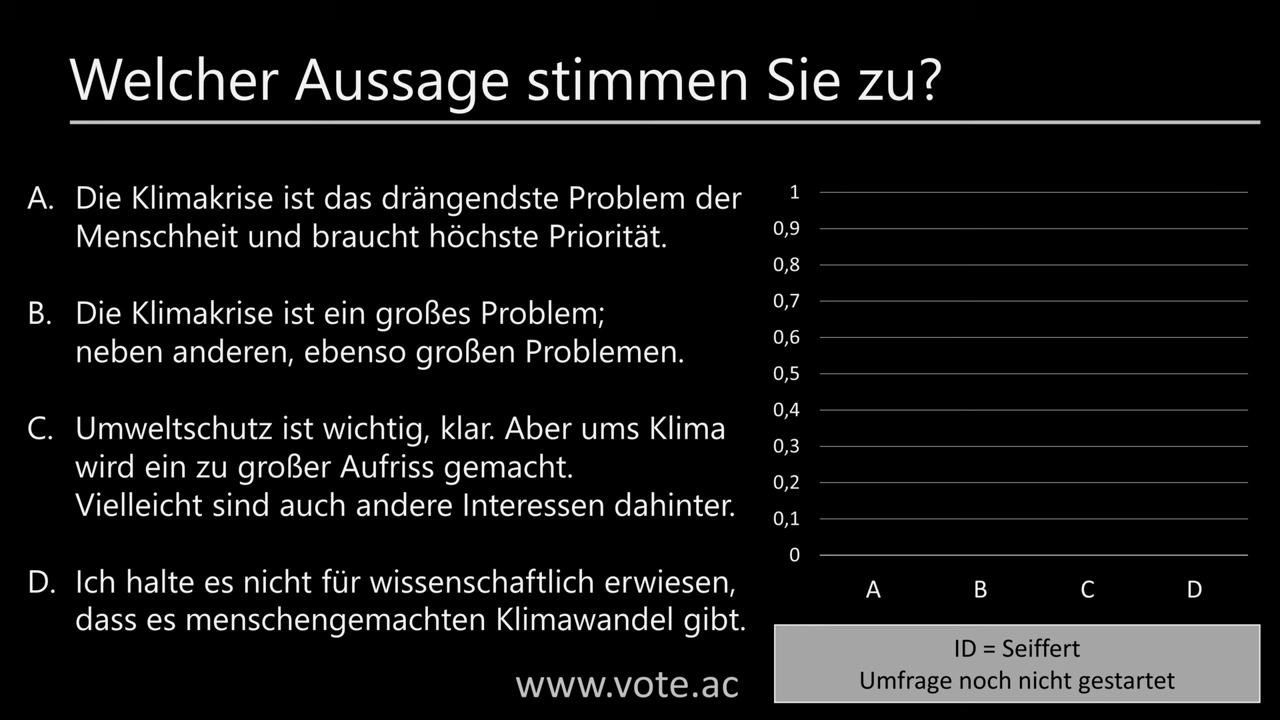 Welcher Aussage stimmen Sie zu?
A. Die Klimakrise ist das drängendste Problem der
Menschheit und braucht höchste Priorität.
B. Die Klimakrise ist ein großes Problem;
neben anderen, ebenso großen Problemen.
C. Umweltschutz ist wichtig, klar. Aber ums Klima
wird ein zu großer Aufriss gemacht.
Vielleicht sind auch andere Interessen dahinter.
D. Ich halte es nicht für wissenschaftlich erwiesen,
dass es menschengemachten Klimawandel gibt.
www.vote.ac
1
0,9
0,8
0,7
0,6
0,5
0,4
0,3
0,2
0,1
0
A B C D
ID = Seiffert
Umfrage noch nicht gestartet